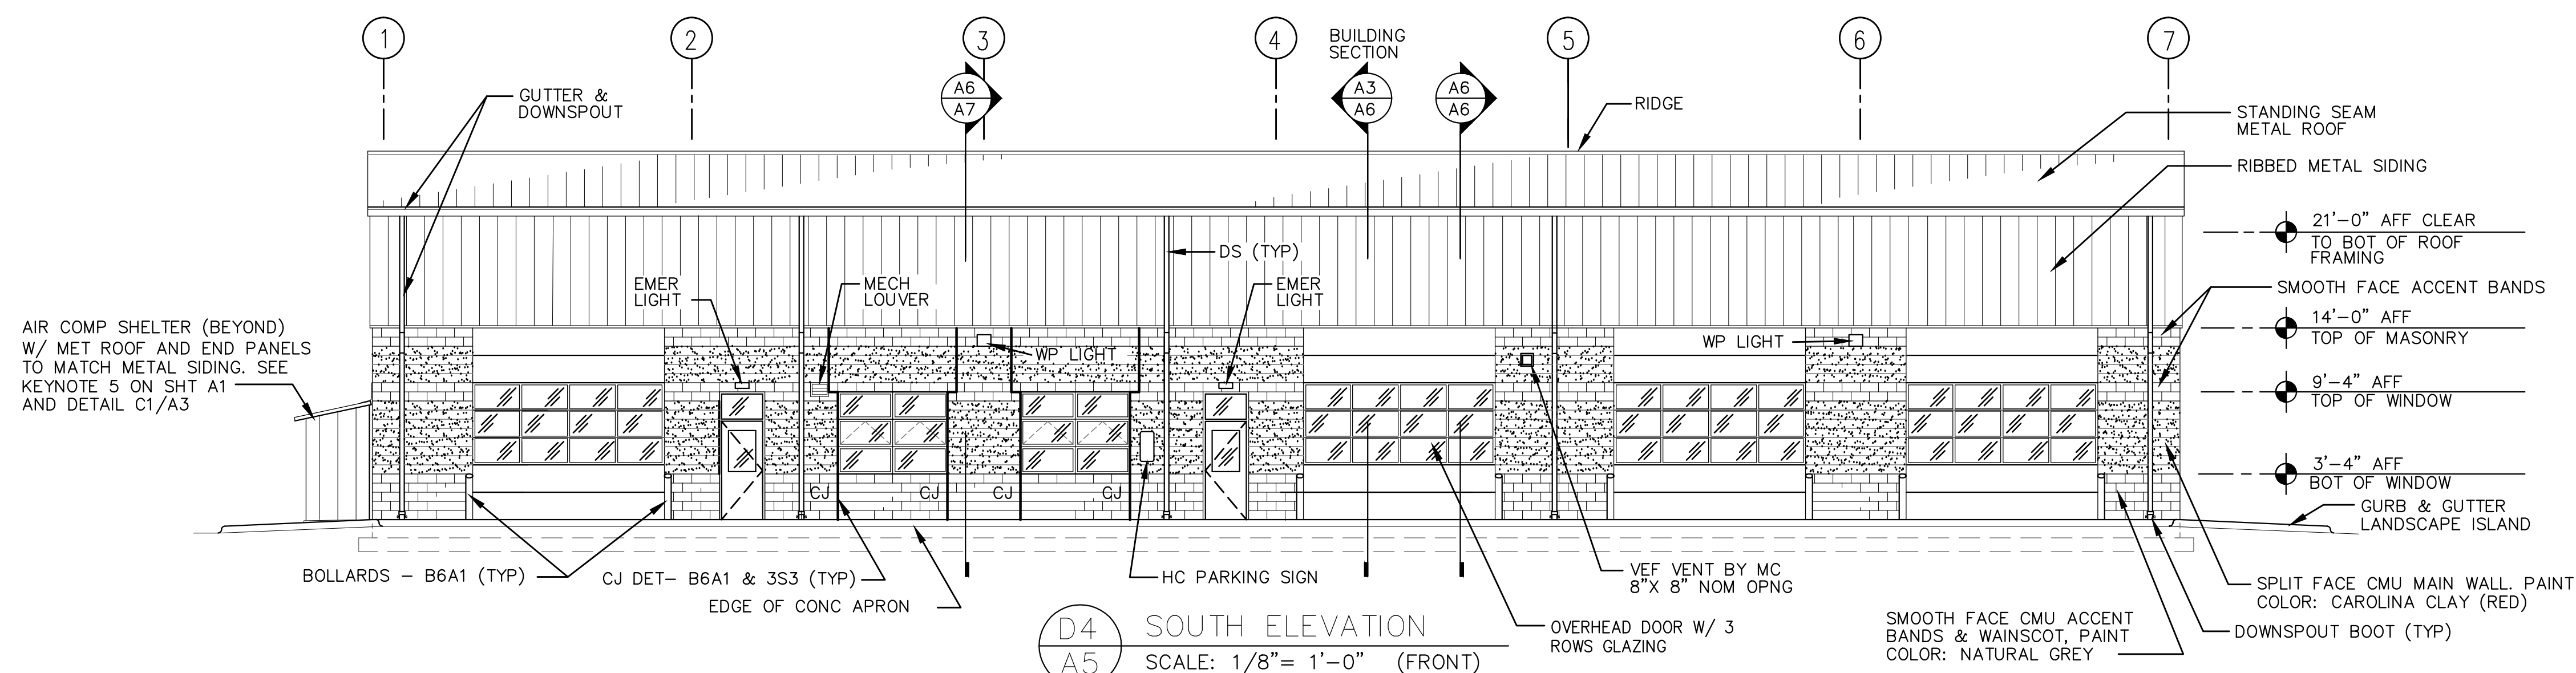 1
2
3
4
5
6
7
BUILDING
SECTION
A6
A7
A3
A6
A6
A6
GUTTER &
DOWNSPOUT
RIDGE
STANDING SEAM
METAL ROOF
RIBBED METAL SIDING
21'-0" AFF CLEAR
TO BOT OF ROOF
FRAMING
DS (TYP)
EMER
LIGHT
MECH
LOUVER
EMER
LIGHT
SMOOTH FACE ACCENT BANDS
14'-0" AFF
TOP OF MASONRY
AIR COMP SHELTER (BEYOND)
W/ MET ROOF AND END PANELS
TO MATCH METAL SIDING. SEE
KEYNOTE 5 ON SHT A1
AND DETAIL C1/A3
WP LIGHT
WP LIGHT
9'-4" AFF
TOP OF WINDOW
3'-4" AFF
BOT OF WINDOW
CJ
CJ
CJ
CJ
GURB & GUTTER
LANDSCAPE ISLAND
BOLLARDS - B6A1 (TYP)
CJ DET- B6A1 & 3S3 (TYP)
EDGE OF CONC APRON
HC PARKING SIGN
VEF VENT BY MC
8"X 8" NOM OPNG
SPLIT FACE CMU MAIN WALL. PAINT
COLOR: CAROLINA CLAY (RED)
OVERHEAD DOOR W/ 3
ROWS GLAZING
SMOOTH FACE CMU ACCENT
BANDS & WAINSCOT, PAINT
COLOR: NATURAL GREY
DOWNSPOUT BOOT (TYP)
D4
A5
SOUTH ELEVATION
SCALE: 1/8"= 1'-0" (FRONT)